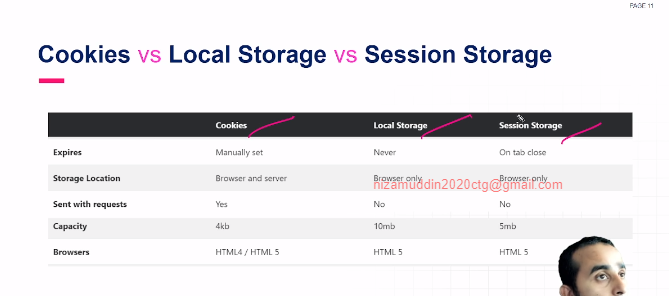 PAGE 11
Cookies vs Local Storage vs Session Storage
Cookies Local Storage Session Storage
Expires Manually set Never On tab close
Storage Location Browser and server Browser only Browser only
nizamuddin2020ctg@gmail.com
Sent with requests Yes No No
Capacity 4kb 10mb 5mb
Browsers HTML4 / HTML 5 HTML 5 HTML 5